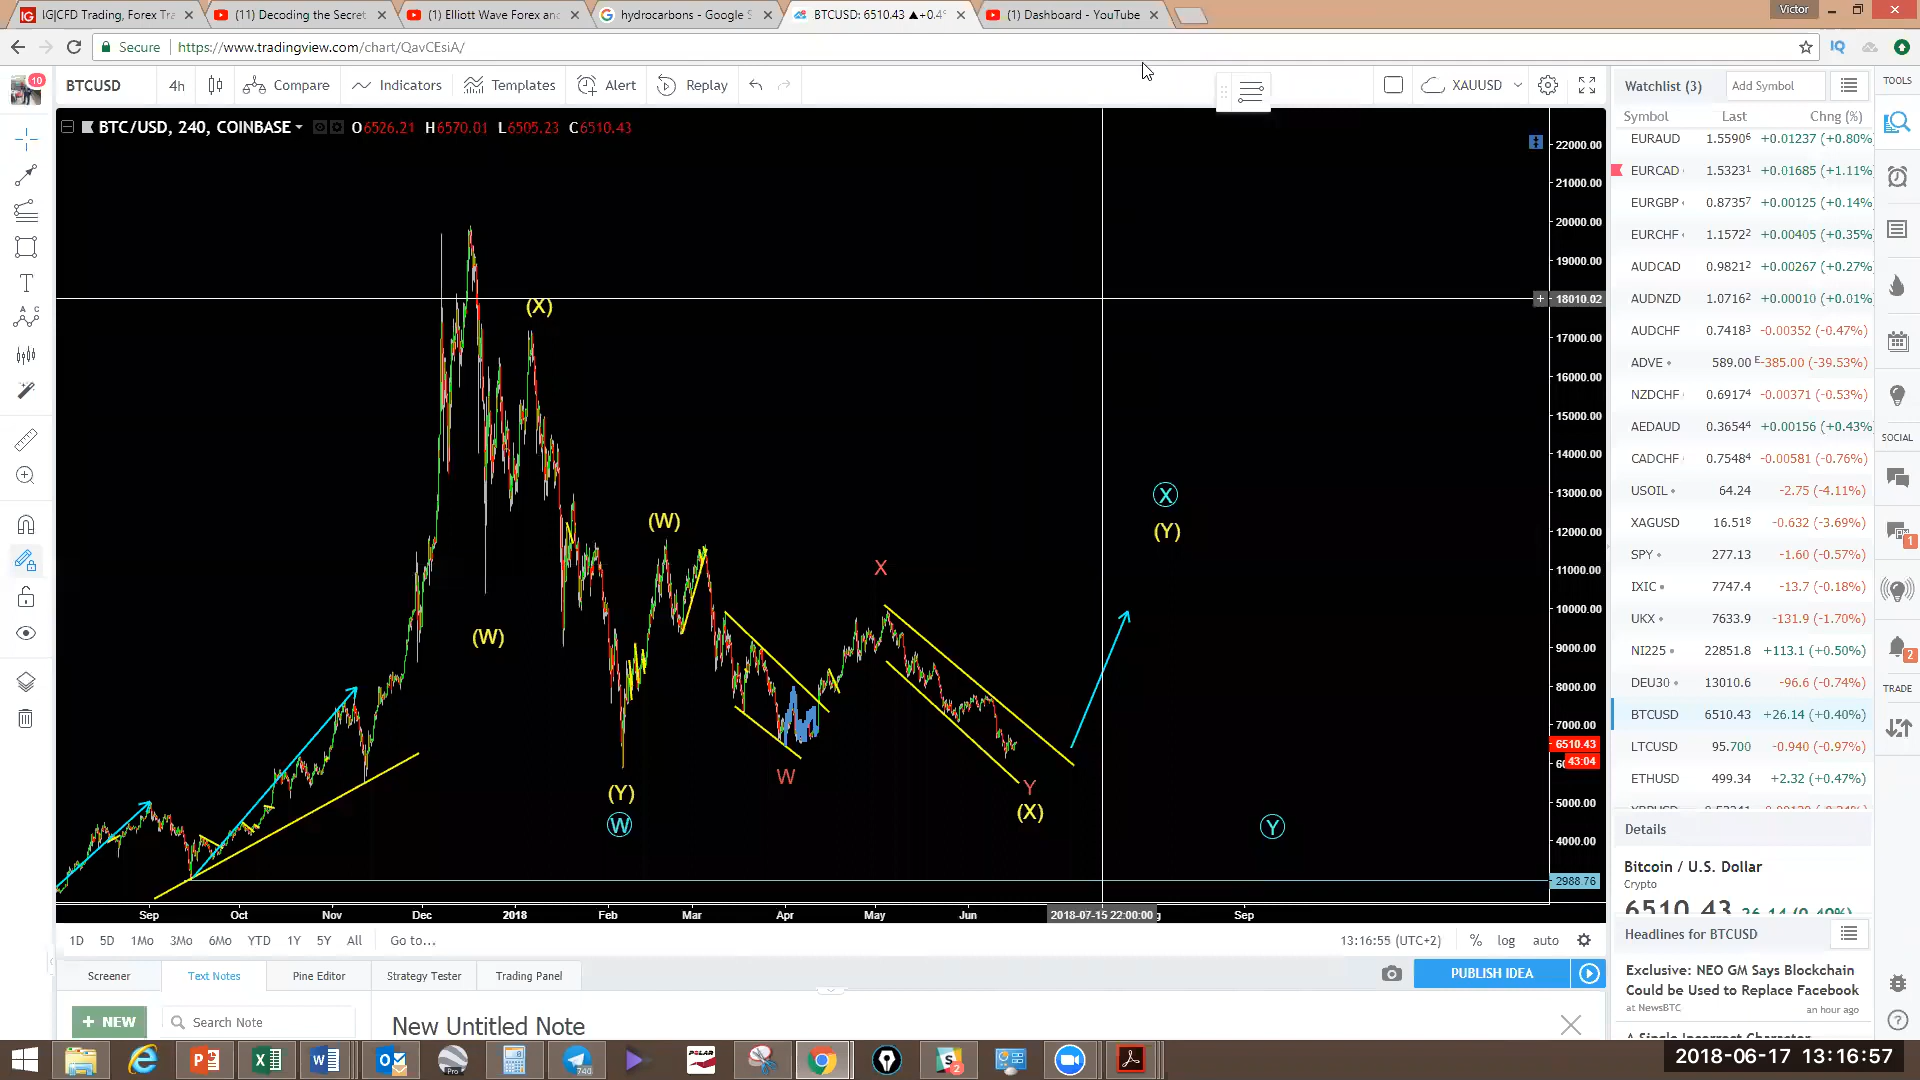 IG|CFD Trading, Forex Tra
(11) Decoding the Secret
(1) Elliott Wave Forex and
hydrocarbons - Google S
BTCUSD: 6510.43 ▲+0.4%
(1) Dashboard - YouTube
Victor
Secure
https://www.tradingview.com/chart/QavCEsiA/
IQ
10
BTCUSD 4h Compare Indicators Templates Alert Replay XAUUSD
BTC/USD, 240, COINBASE O6526.21 H6570.01 L6505.23 C6510.43
22000.00
21000.00
20000.00
19000.00
18010.02
17000.00
16000.00
15000.00
14000.00
13000.00
12000.00
11000.00
10000.00
9000.00
8000.00
7000.00
6510.43
43:04
5000.00
4000.00
2988.76
(X)
(W)
(W)
X
X
(Y)
W
(Y)
W
Y
(X)
Y
Sep Oct Nov Dec 2018 Feb Mar Apr May Jun 2018-07-15 22:00:00 Sep
1D 5D 1Mo 3Mo 6Mo YTD 1Y 5Y All Go to... 13:16:55 (UTC+2) % log auto
Screener Text Notes Pine Editor Strategy Tester Trading Panel PUBLISH IDEA
+ NEW Search Note New Untitled Note
Watchlist (3) Add Symbol
Symbol Last Chng (%)
EURAUD 1.55906 +0.01237 (+0.80%)
EURCAD 1.53231 +0.01685 (+1.11%)
EURGBP 0.87357 +0.00125 (+0.14%)
EURCHF 1.15722 +0.00405 (+0.35%)
AUDCAD 0.98212 +0.00267 (+0.27%)
AUDNZD 1.07162 +0.00010 (+0.01%)
AUDCHF 0.74183 -0.00352 (-0.47%)
ADVE 589.00 E-385.00 (-39.53%)
NZDCHF 0.69174 -0.00371 (-0.53%)
AEDAUD 0.36544 +0.00156 (+0.43%)
CADCHF 0.75484 -0.00581 (-0.76%)
USOIL 64.24 -2.75 (-4.11%)
XAGUSD 16.518 -0.632 (-3.69%)
SPY 277.13 -1.60 (-0.57%)
IXIC 7747.4 -13.7 (-0.18%)
UKX 7633.9 -131.9 (-1.70%)
NI225 22851.8 +113.1 (+0.50%)
DEU30 13010.6 -96.6 (-0.74%)
BTCUSD 6510.43 +26.14 (+0.40%)
LTCUSD 95.700 -0.940 (-0.97%)
ETHUSD 499.34 +2.32 (+0.47%)
Details
Bitcoin / U.S. Dollar
Crypto
6510.43 26.14 (0.40%)
Headlines for BTCUSD
Exclusive: NEO GM Says Blockchain
Could be Used to Replace Facebook
at NewsBTC an hour ago
TOOLS
SOCIAL
1
2
TRADE
Pro
740
POLAR
2
2018-06-17 13:16:57